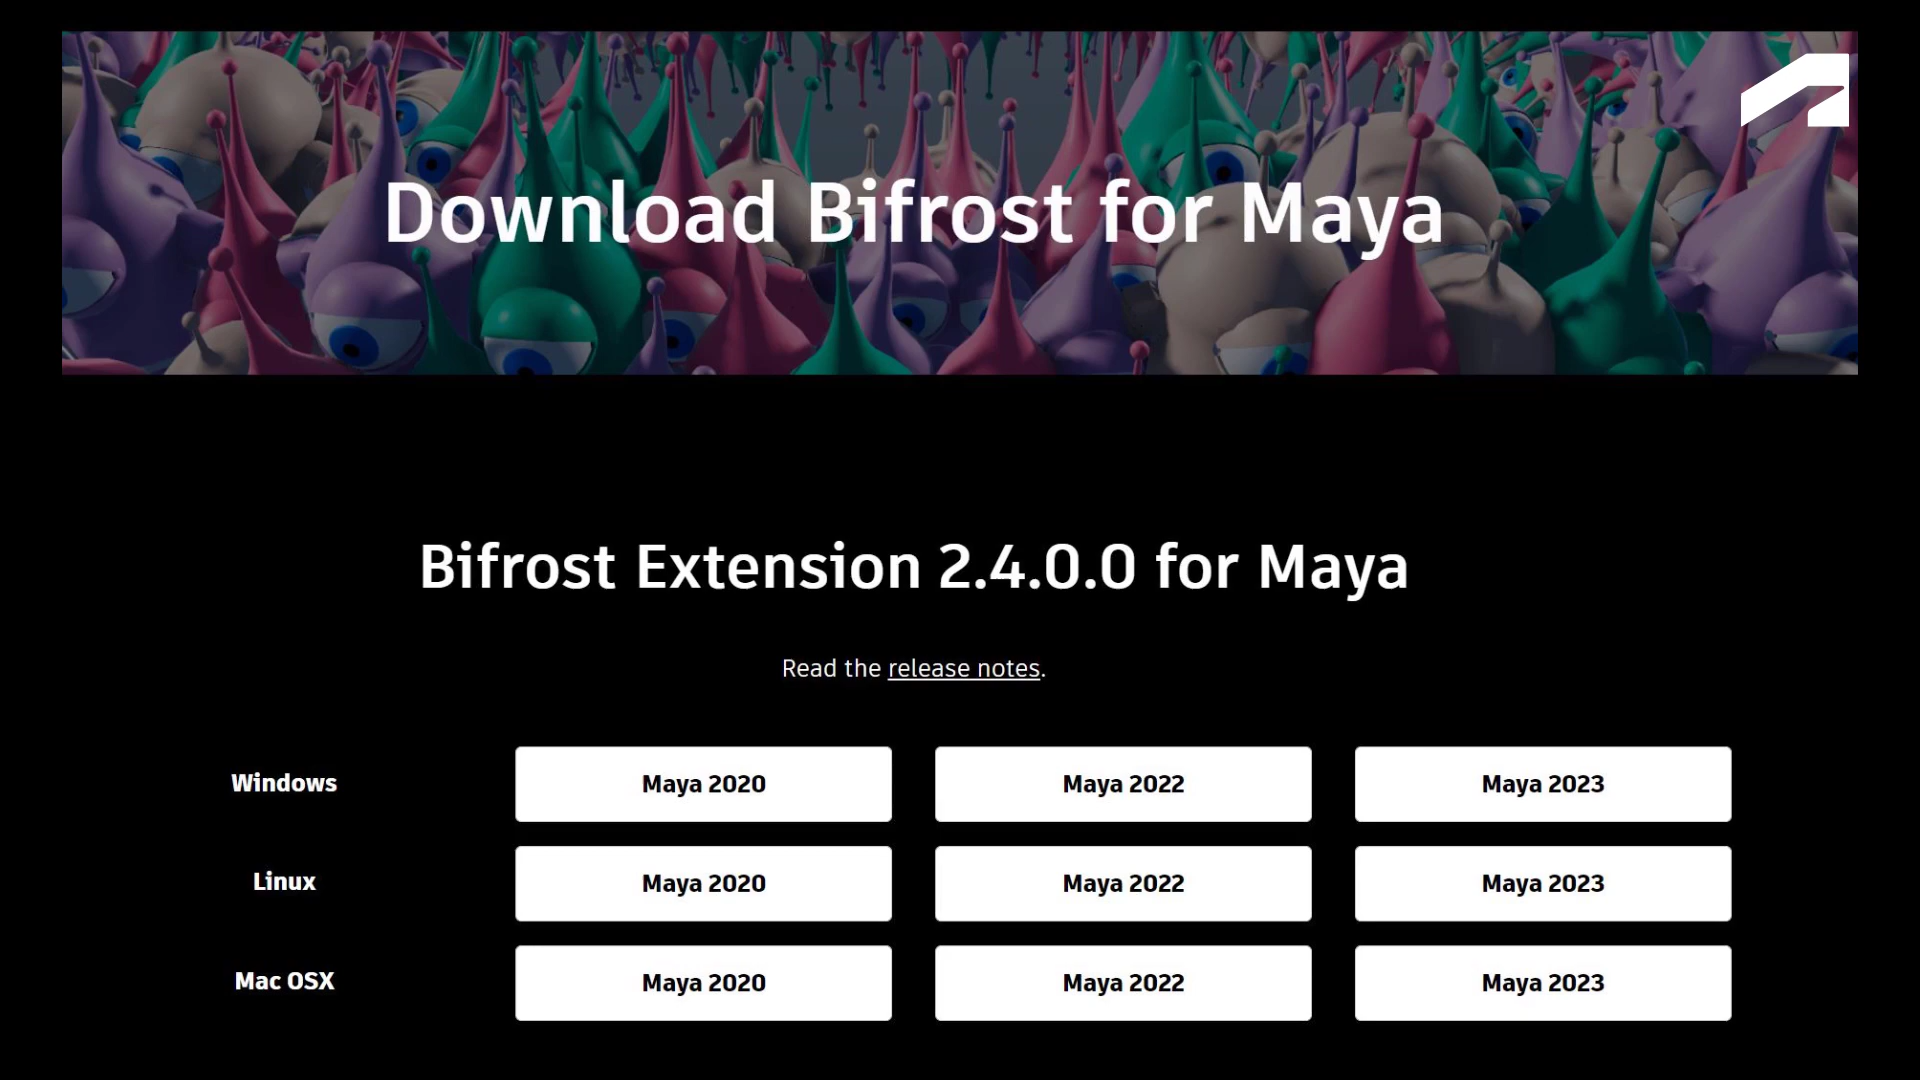 Download Bifrost for Maya
Bifrost Extension 2.4.0.0 for Maya
Read the release notes.
Windows Maya 2020 Maya 2022 Maya 2023
Linux Maya 2020 Maya 2022 Maya 2023
Mac OSX Maya 2020 Maya 2022 Maya 2023